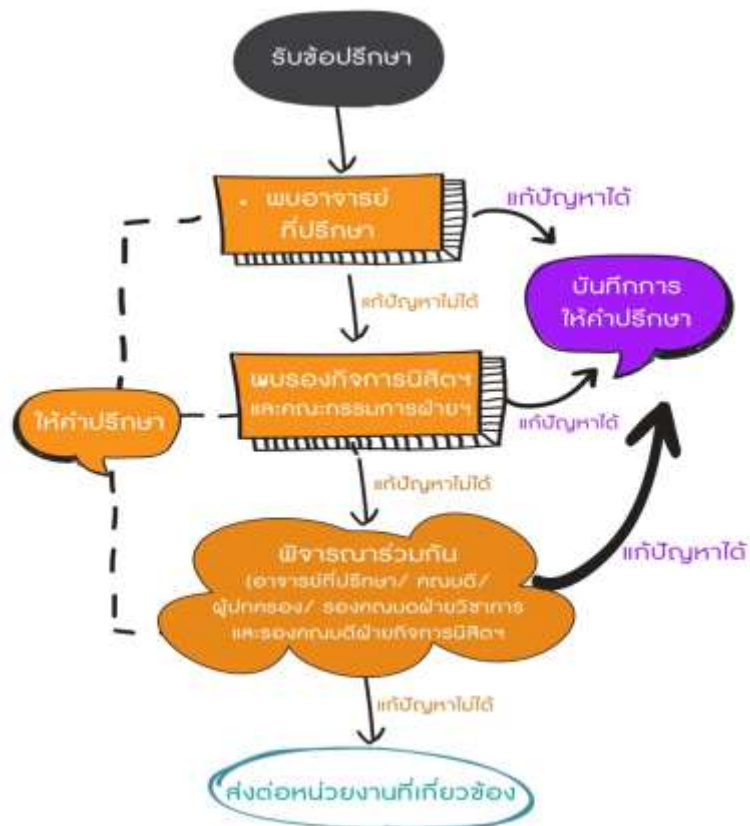 รับข้อปรึกษา
• พบอาจารย์
ที่ปรึกษา
แก้ปัญหาได้
บันทึกการ
ให้คำปรึกษา
แก้ปัญหาไม่ได้
พบรองกิจการนิสิตฯ
และคณะกรรมการฝ่ายฯ
แก้ปัญหาได้
ให้คำปรึกษา
แก้ปัญหาไม่ได้
พิจารณาร่วมกัน
(อาจารย์ที่ปรึกษา/ คณบดี/
ผู้ปกครอง/ รองคณบดฝ่ายวิชาการ
และรองคณบดีฝ่ายกิจการนิสิตฯ
แก้ปัญหาได้
แก้ปัญหาไม่ได้
ส่งต่อหน่วยงานที่เกี่ยวข้อง